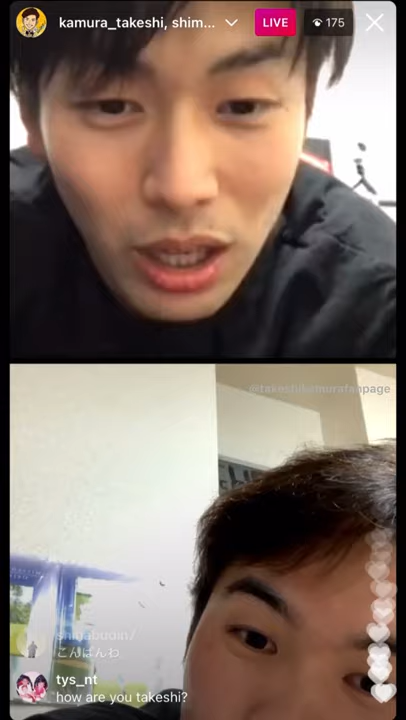 kamura_takeshi, shim...
LIVE
175
@takeshikamurafanpage
こんばんわ
tys_nt
how are you takeshi?